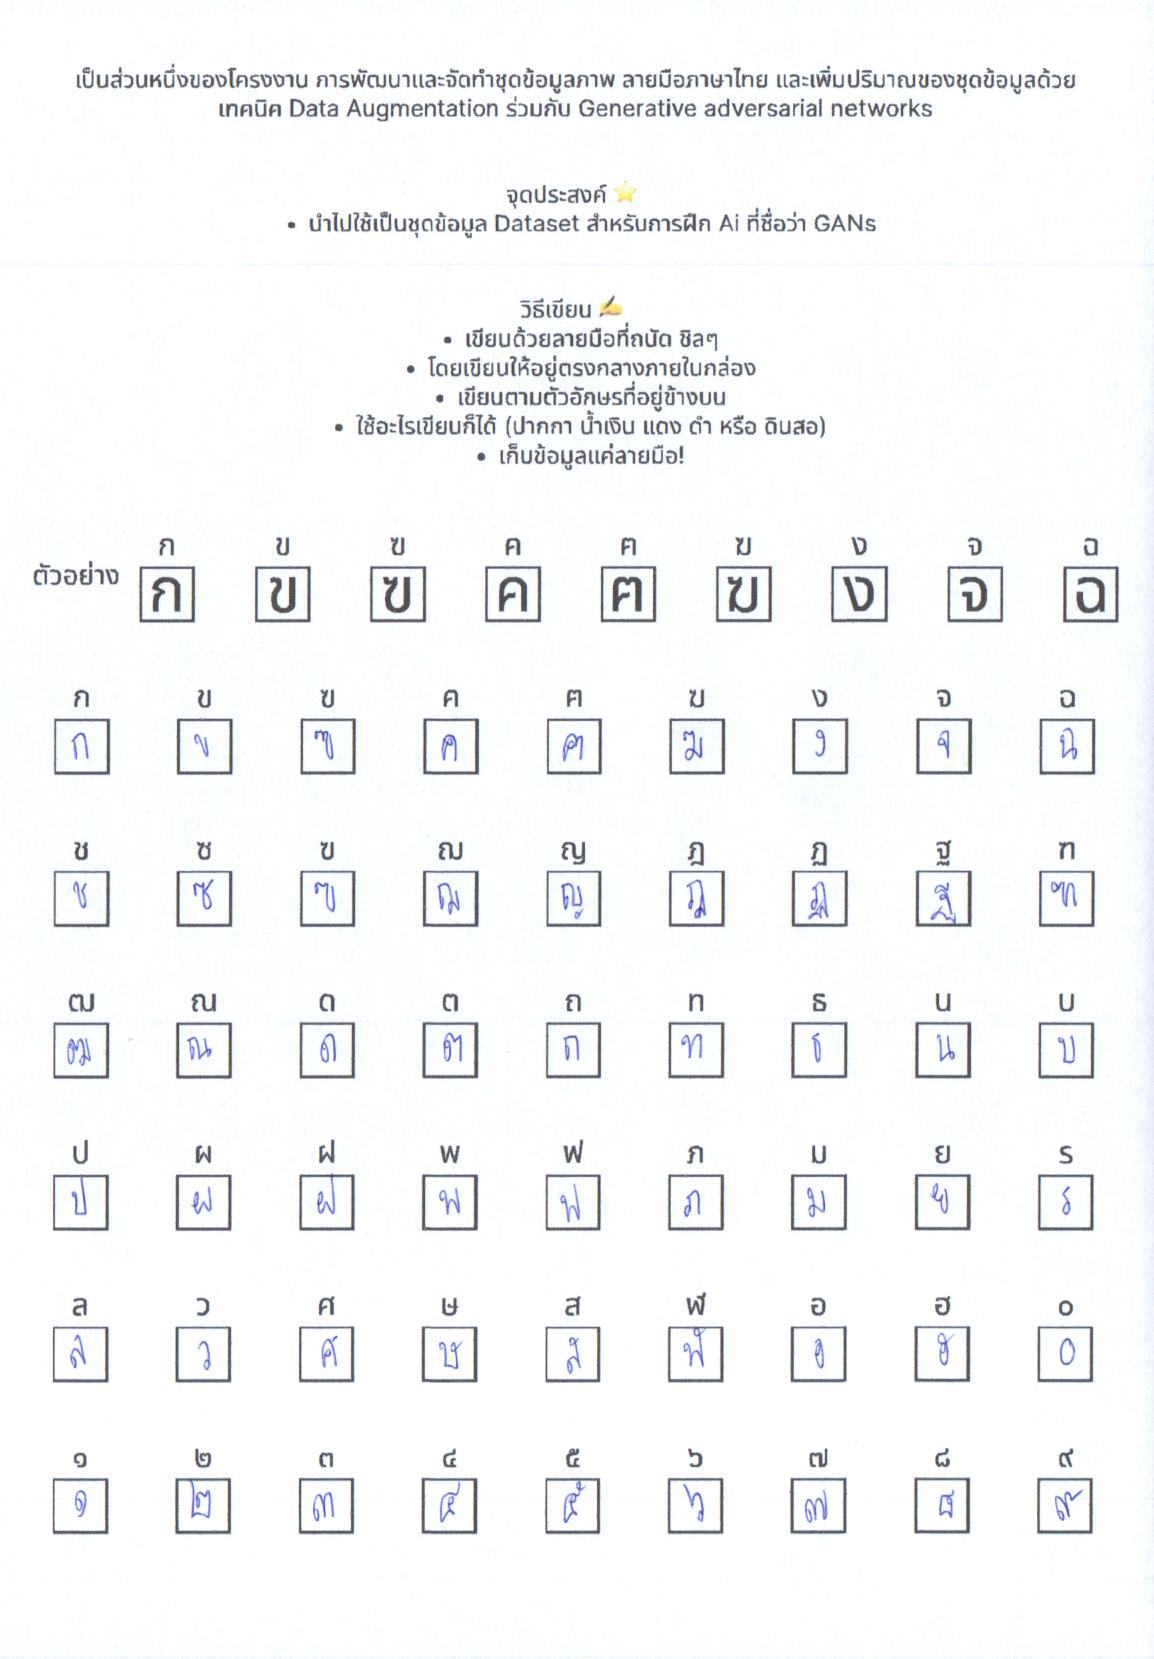 เป็นส่วนหนึ่งของโครงงาน การพัฒนาและจัดทำชุดข้อมูลภาพ ลายมือภาษาไทย และเพิ่มปริมาณของชุดข้อมูลด้วย
เทคนิค Data Augmentation ร่วมกับ Generative adversarial networks
จุดประสงค์ ⭐
• นำไปใช้เป็นชุดข้อมูล Dataset สำหรับการฝึก Ai ที่ชื่อว่า GANs
วิธีเขียน ✍️
• เขียนด้วยลายมือที่ถนัด ชิลๆ
• โดยเขียนให้อยู่ตรงกลางภายในกล่อง
• เขียนตามตัวอักษรที่อยู่ข้างบน
• ใช้อะไรเขียนก็ได้ (ปากกา น้ำเงิน แดง ดำ หรือ ดินสอ)
• เก็บข้อมูลแค่ลายมือ!
ก ข ฃ ค ฅ ฆ ง จ ฉ
ตัวอย่าง ก ข ฃ ค ฅ ฆ ง จ ฉ
ก ข ฃ ค ฅ ฆ ง จ ฉ
ก ข ฃ ค ฅ ฆ ง จ ฉ
ช ซ ฃ ฌ ญ ฎ ฏ ฐ ฑ
ช ซ ฃ ฌ ญ ฎ ฏ ฐ ฑ
ฒ ณ ด ต ถ ท ธ น บ
ฒ ณ ด ต ถ ท ธ น บ
ป ผ ฝ พ ฟ ภ ม ย ร
ป ผ ฝ พ ฟ ภ ม ย ร
ล ว ศ ษ ส ฬ อ ฮ ๐
ล ว ศ ษ ส ฬ อ ฮ ๐
๑ ๒ ๓ ๔ ๕ ๖ ๗ ๘ ๙
๑ ๒ ๓ ๔ ๕ ๖ ๗ ๘ ๙